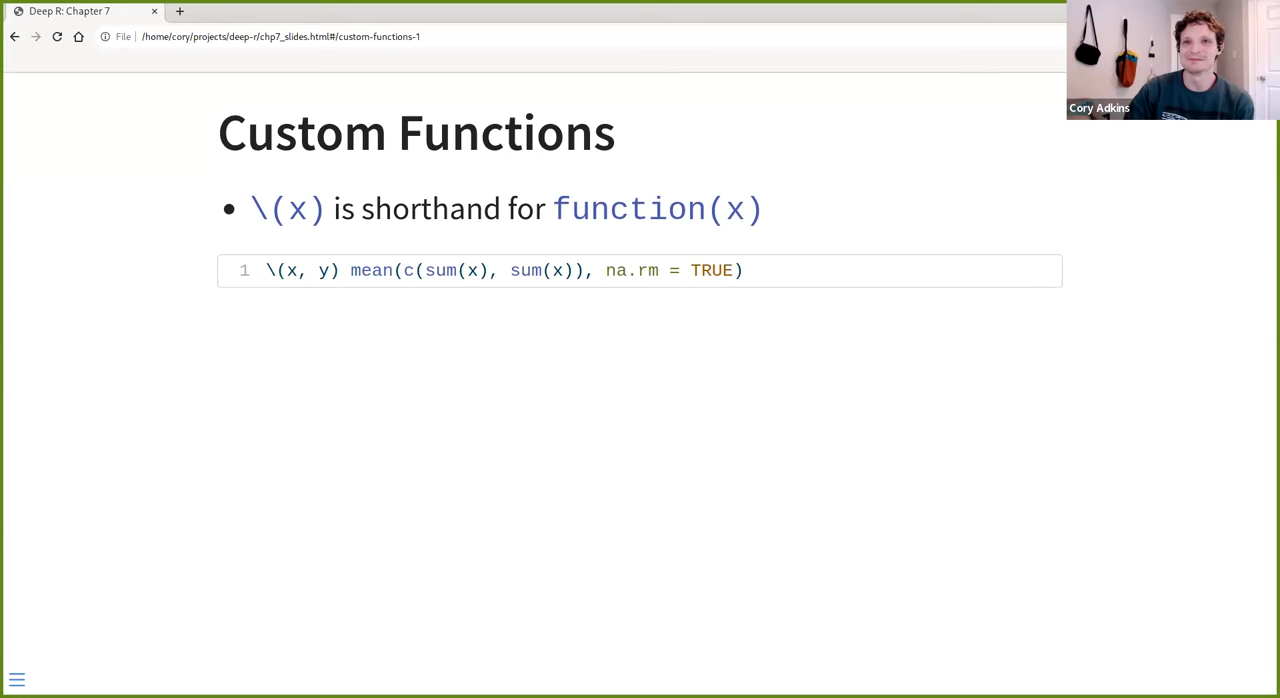 Deep R: Chapter 7
File
/home/cory/projects/deep-r/chp7_slides.html#/custom-functions-1
Cory Adkins
Custom Functions
• \(x) is shorthand for function(x)
1 \(x, y) mean(c(sum(x), sum(x)), na.rm = TRUE)